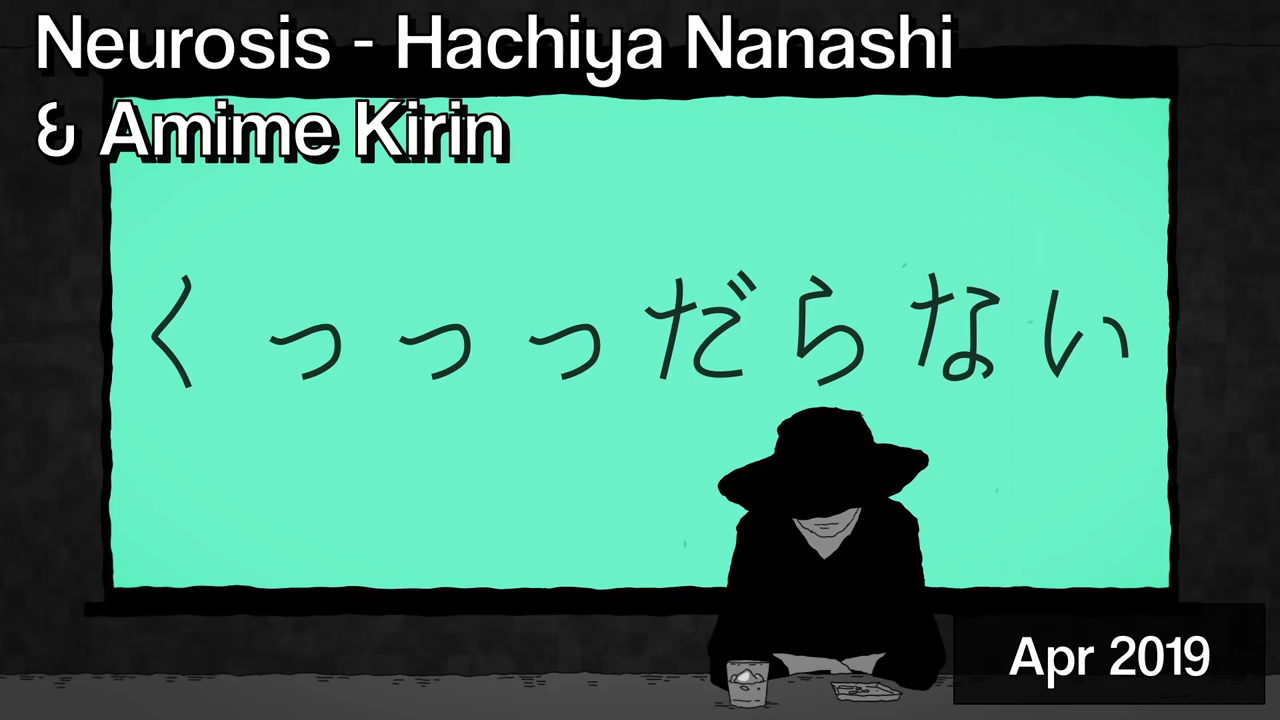 Neurosis - Hachiya Nanashi
& Amime Kirin
くっっっだらない
Apr 2019